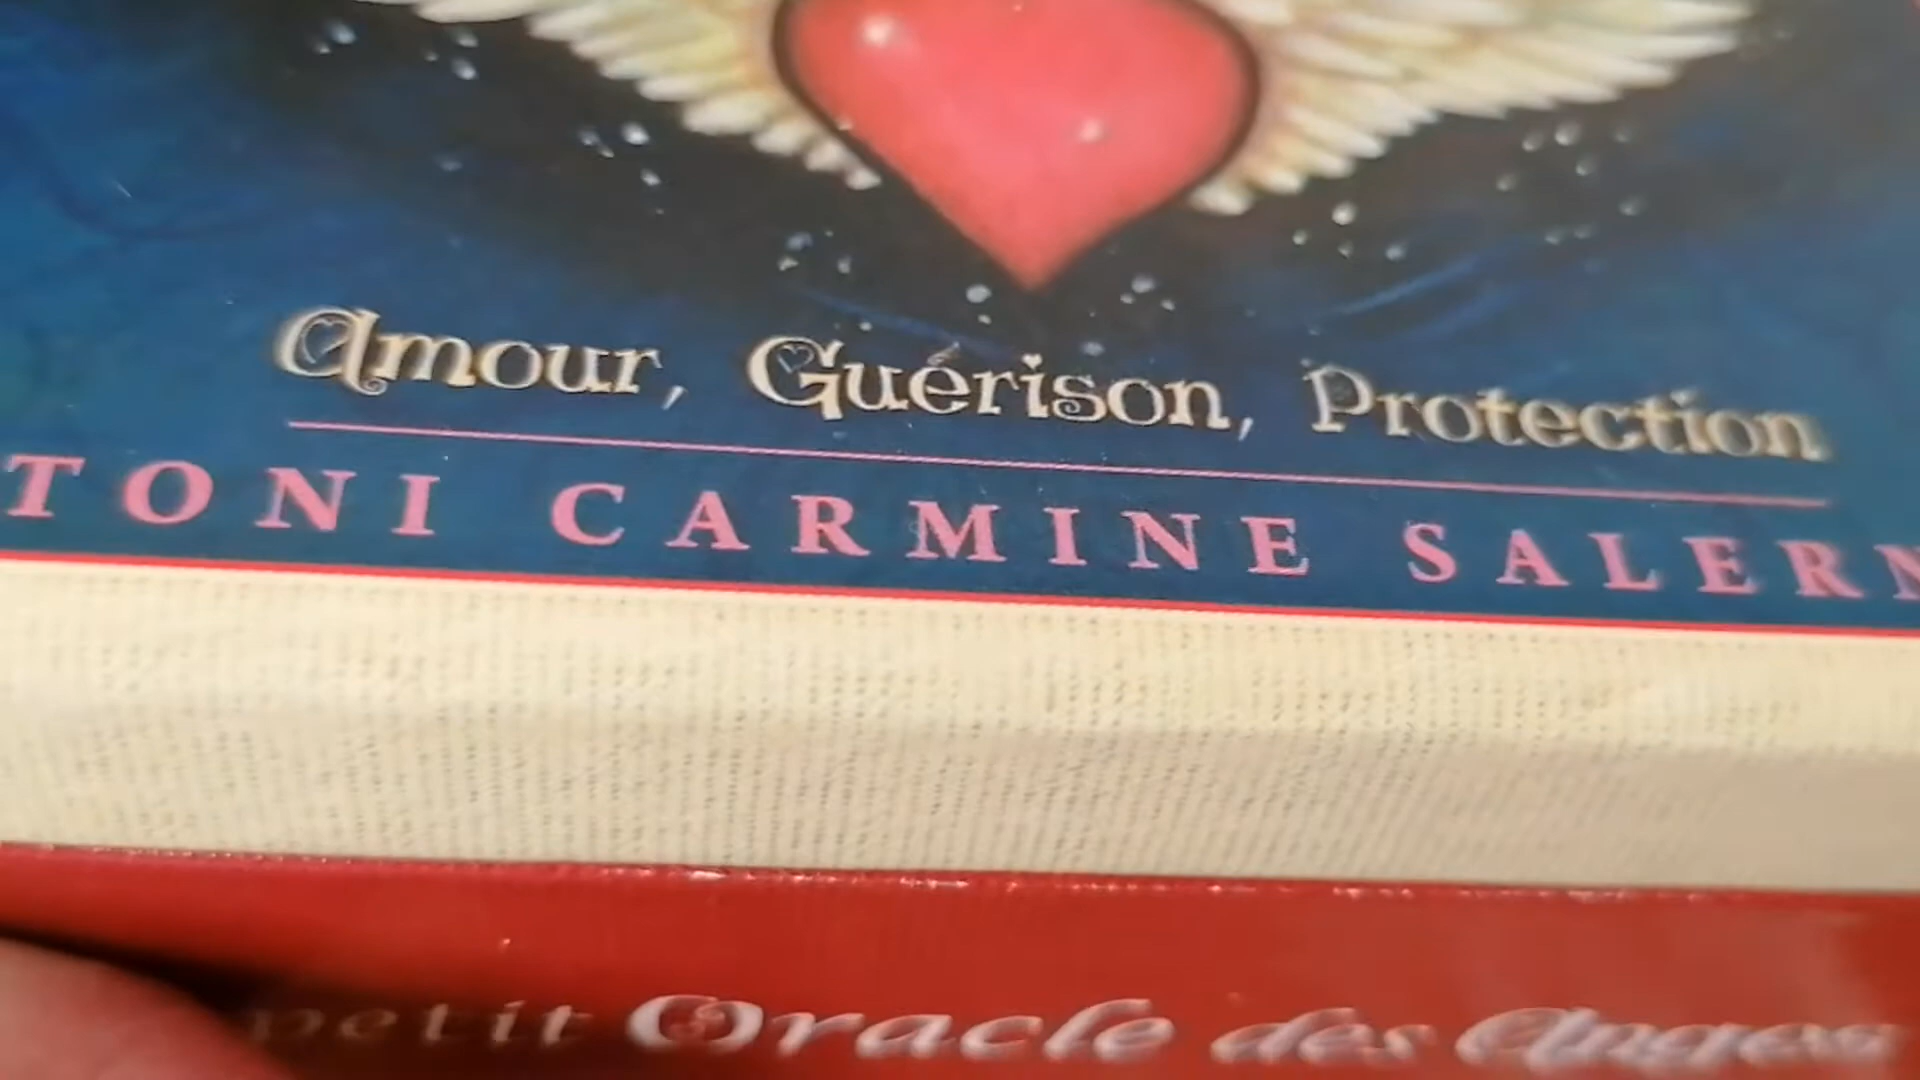 Amour, Guérison, Protection
TONI CARMINE SALERN
petit Oracle des Anges